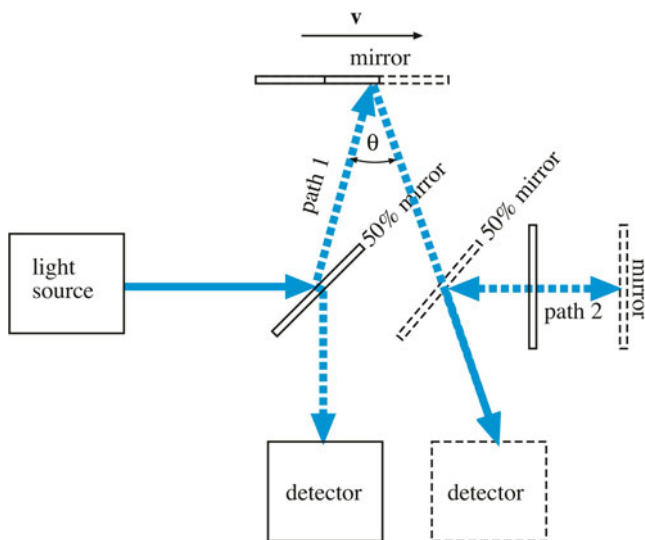 v
mirror
θ
path 1
50% mirror
50% mirror
light
source
mirror
path 2
detector
detector